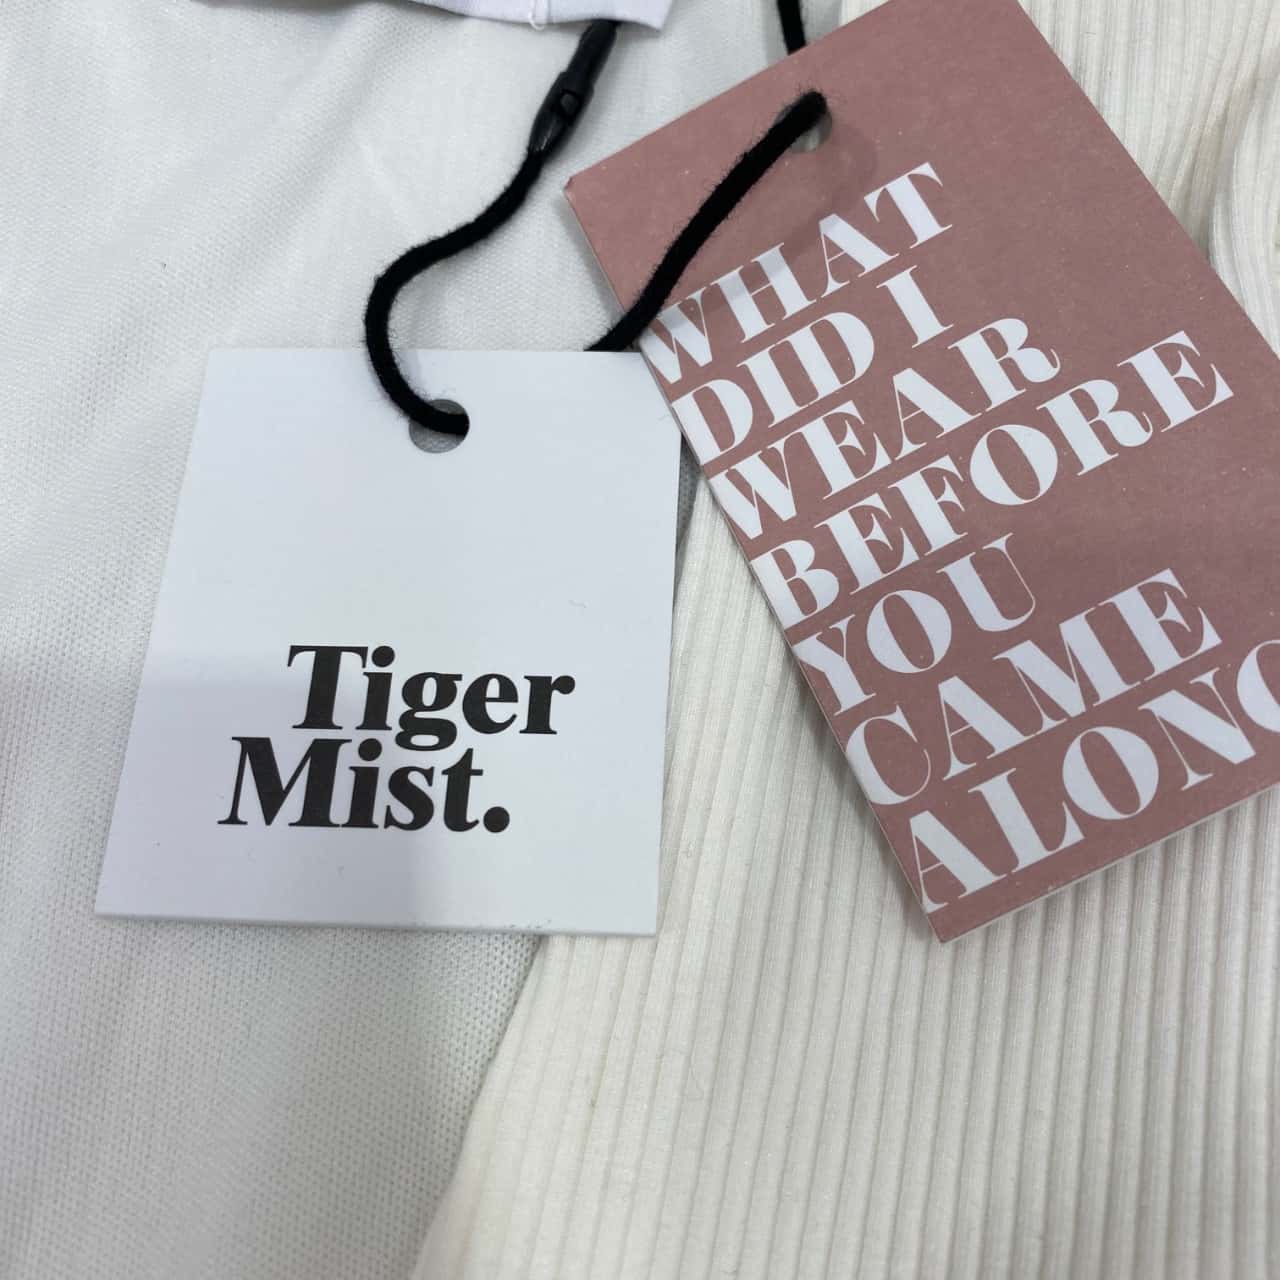 Tiger
Mist.
WHAT
DID I
WEAR
BEFORE
YOU
CAME
ALONG